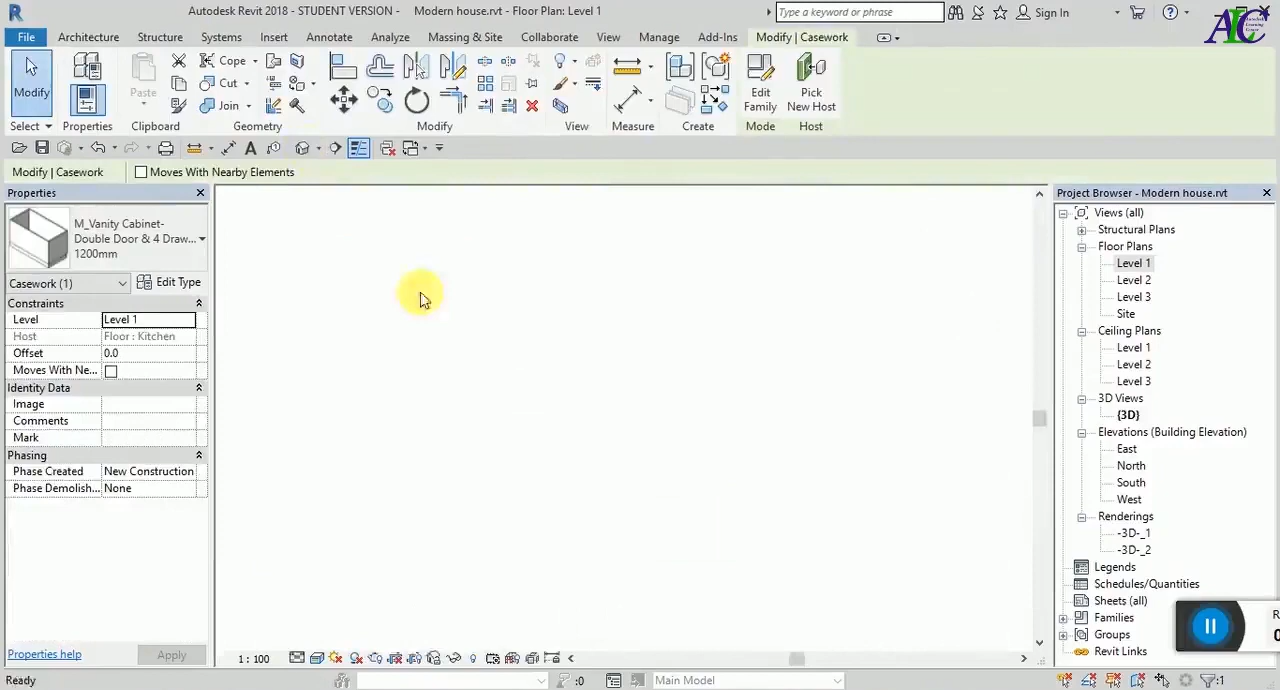 Autodesk Revit 2018 - STUDENT VERSION - Modern house.rvt - Floor Plan: Level 1
Type a keyword or phrase
Sign In
ALC
File Architecture Structure Systems Insert Annotate Analyze Massing & Site Collaborate View Manage Add-Ins Modify | Casework
Modify
Paste
Cope
Cut
Join
Edit Family
Pick New Host
Select Properties Clipboard Geometry Modify View Measure Create Mode Host
Modify | Casework Moves With Nearby Elements
Properties
M_Vanity Cabinet-
Double Door & 4 Draw...
1200mm
Casework (1) Edit Type
Constraints
Level Level 1
Host Floor : Kitchen
Offset 0.0
Moves With Ne...
Identity Data
Image
Comments
Mark
Phasing
Phase Created New Construction
Phase Demolish... None
Properties help Apply
1 : 100
Project Browser - Modern house.rvt
Views (all)
Structural Plans
Floor Plans
Level 1
Level 2
Level 3
Site
Ceiling Plans
Level 1
Level 2
Level 3
3D Views
{3D}
Elevations (Building Elevation)
East
North
South
West
Renderings
-3D-_1
-3D-_2
Legends
Schedules/Quantities
Sheets (all)
Families
Groups
Revit Links
Ready :0 Main Model :1